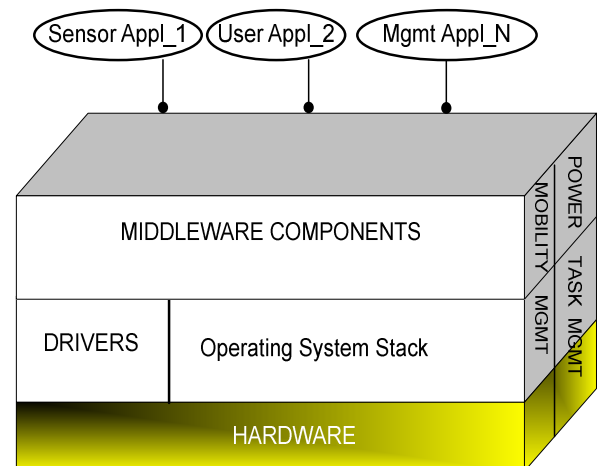 Sensor Appl_1
User Appl_2
Mgmt Appl_N
MIDDLEWARE COMPONENTS
DRIVERS
Operating System Stack
HARDWARE
MOBILITY MGMT
POWER
TASK MGMT